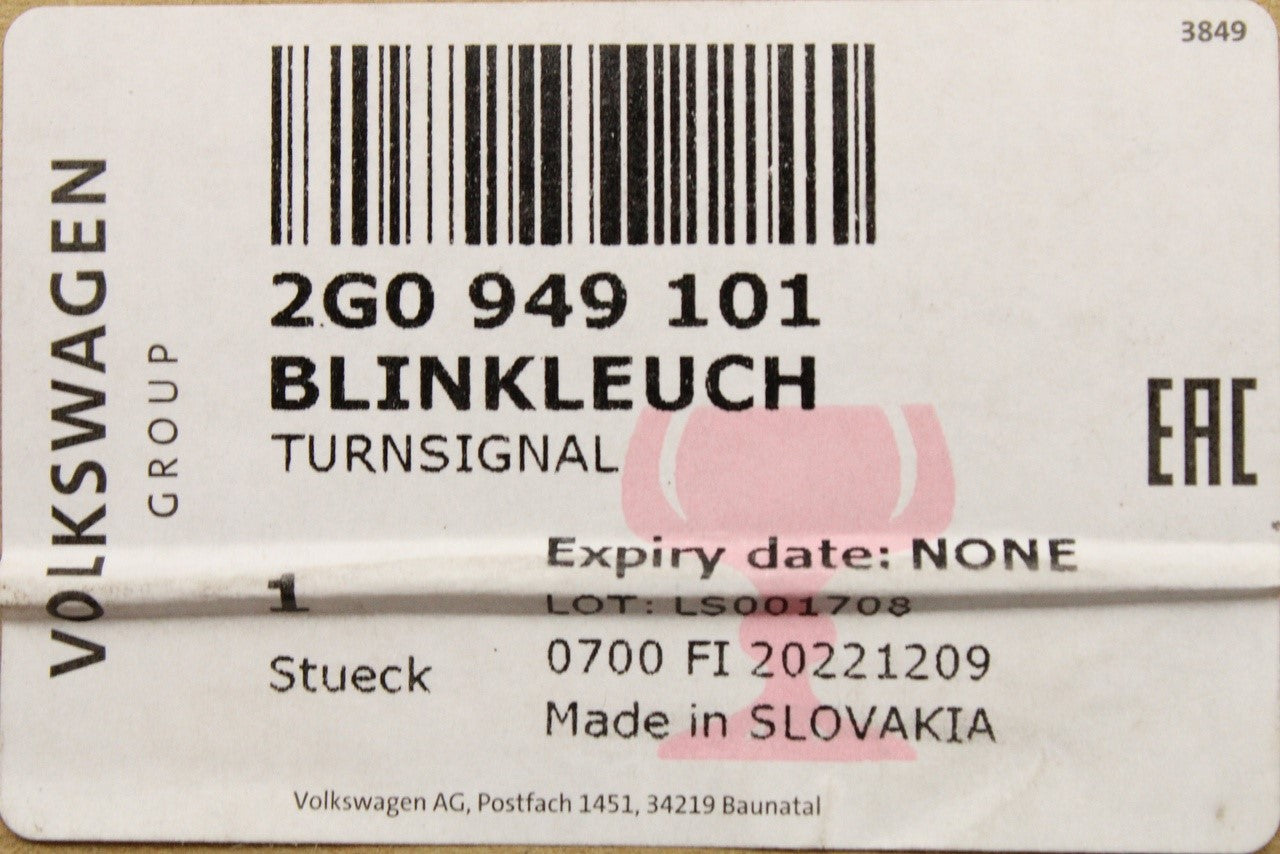 3849
VOLKSWAGEN
GROUP
2G0 949 101
BLINKLEUCH
TURNSIGNAL
EAC
Expiry date: NONE
1
LOT: LS001708
Stueck
0700 FI 20221209
Made in SLOVAKIA
Volkswagen AG, Postfach 1451, 34219 Baunatal